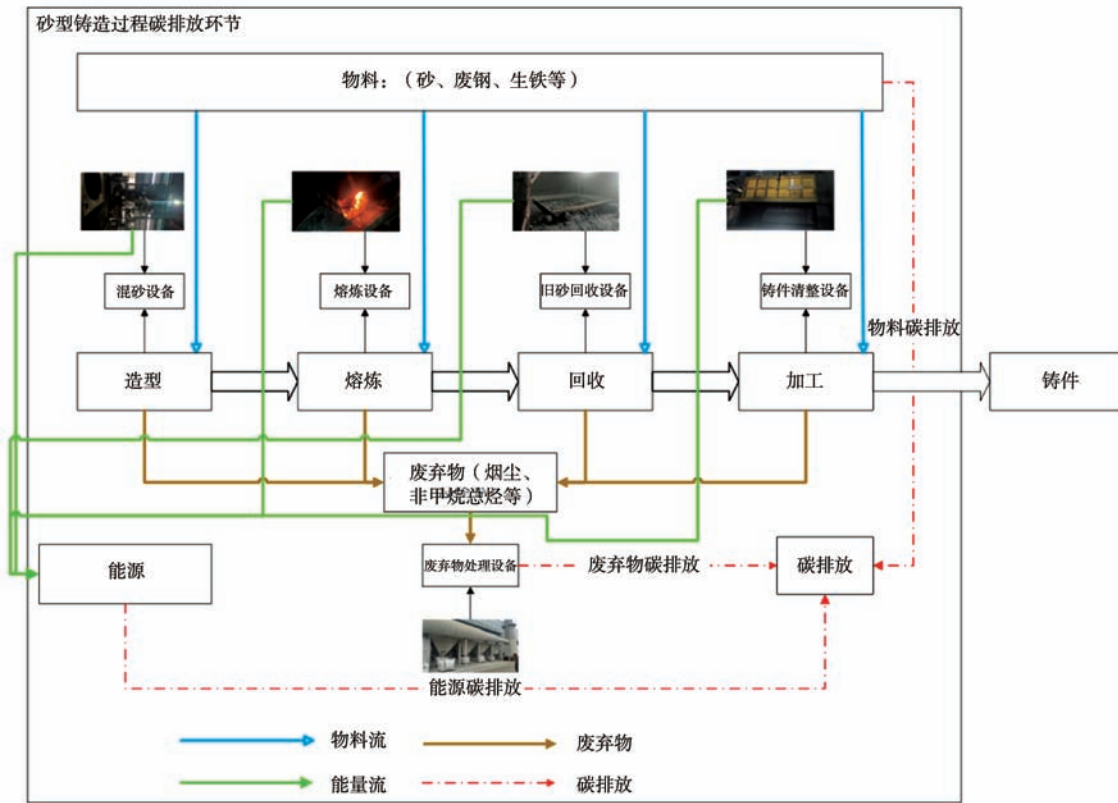 砂型铸造过程碳排放环节
物料：（砂、废钢、生铁等）
混砂设备
熔炼设备
旧砂回收设备
铸件清整设备
物料碳排放
造型
熔炼
回收
加工
铸件
废弃物（烟尘、
非甲烷总烃等）
能源
废弃物处理设备
废弃物碳排放
碳排放
能源碳排放
物料流
废弃物
能量流
碳排放